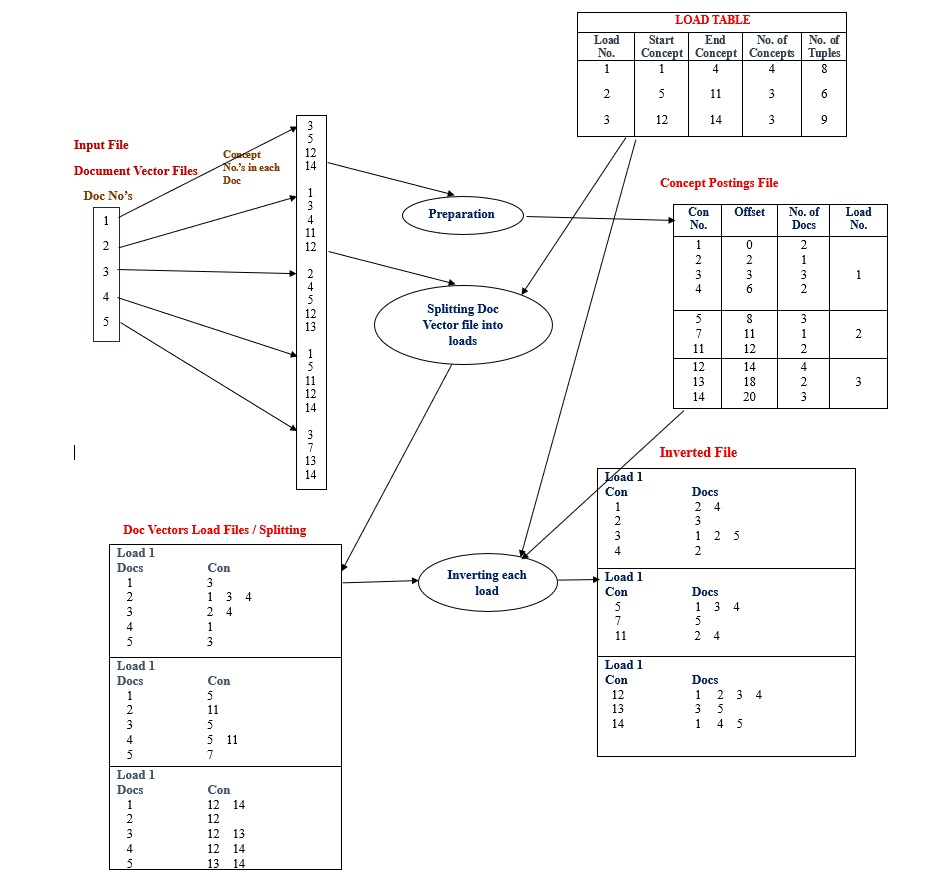 LOAD TABLE
Load No. Start Concept End Concept No. of Concepts No. of Tuples
1 1 4 4 8
2 5 11 3 6
3 12 14 3 9
Input File
Document Vector Files
Doc No's
1
2
3
4
5
Concept
No.'s in each
Doc
3
5
12
14
1
3
4
11
12
2
4
5
12
13
1
5
11
12
14
3
7
13
14
Preparation
Splitting Doc
Vector file into
loads
Concept Postings File
Con No. Offset No. of Docs Load No.
1 0 2
2 2 1
3 3 3 1
4 6 2
5 8 3
7 11 1 2
11 12 2
12 14 4
13 18 2 3
14 20 3
Doc Vectors Load Files / Splitting
Load 1
Docs Con
1 3
2 1 3 4
3 2 4
4 1
5 3
Load 1
Docs Con
1 5
2 11
3 5
4 5 11
5 7
Load 1
Docs Con
1 12 14
2 12
3 12 13
4 12 14
5 13 14
Inverting each
load
Inverted File
Load 1
Con Docs
1 2 4
2 3
3 1 2 5
4 2
Load 1
Con Docs
5 1 3 4
7 5
11 2 4
Load 1
Con Docs
12 1 2 3 4
13 3 5
14 1 4 5